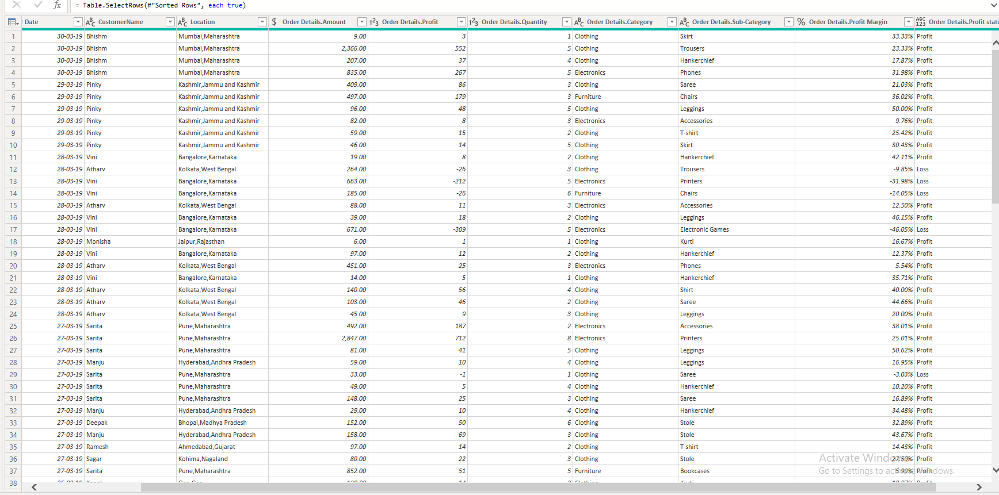 = Table.SelectRows(#"Sorted Rows", each true)
Date CustomerName Location $ Order Details.Amount Order Details.Profit Order Details.Quantity Order Details.Category Order Details.Sub-Category % Order Details.Profit Margin Order Details.Profit statu
1 30-03-19 Bhishm Mumbai,Maharashtra 9.00 3 1 Clothing Skirt 33.33% Profit
2 30-03-19 Bhishm Mumbai,Maharashtra 2,366.00 552 5 Clothing Trousers 23.33% Profit
3 30-03-19 Bhishm Mumbai,Maharashtra 207.00 37 4 Clothing Hankerchief 17.87% Profit
4 30-03-19 Bhishm Mumbai,Maharashtra 835.00 267 5 Electronics Phones 31.98% Profit
5 29-03-19 Pinky Kashmir,Jammu and Kashmir 409.00 86 3 Clothing Saree 21.03% Profit
6 29-03-19 Pinky Kashmir,Jammu and Kashmir 497.00 179 3 Furniture Chairs 36.02% Profit
7 29-03-19 Pinky Kashmir,Jammu and Kashmir 96.00 48 5 Clothing Leggings 50.00% Profit
8 29-03-19 Pinky Kashmir,Jammu and Kashmir 82.00 8 3 Electronics Accessories 9.76% Profit
9 29-03-19 Pinky Kashmir,Jammu and Kashmir 59.00 15 2 Clothing T-shirt 25.42% Profit
10 29-03-19 Pinky Kashmir,Jammu and Kashmir 46.00 14 5 Clothing Skirt 30.43% Profit
11 28-03-19 Vini Bangalore,Karnataka 19.00 8 2 Clothing Hankerchief 42.11% Profit
12 28-03-19 Atharv Kolkata,West Bengal 264.00 -26 3 Clothing Trousers -9.85% Loss
13 28-03-19 Vini Bangalore,Karnataka 663.00 -212 5 Electronics Printers -31.98% Loss
14 28-03-19 Vini Bangalore,Karnataka 185.00 -26 6 Furniture Chairs -14.05% Loss
15 28-03-19 Atharv Kolkata,West Bengal 88.00 11 3 Electronics Accessories 12.50% Profit
16 28-03-19 Vini Bangalore,Karnataka 39.00 18 2 Clothing Leggings 46.15% Profit
17 28-03-19 Vini Bangalore,Karnataka 671.00 -309 5 Electronics Electronic Games -46.05% Loss
18 28-03-19 Monisha Jaipur,Rajasthan 6.00 1 1 Clothing Kurti 16.67% Profit
19 28-03-19 Vini Bangalore,Karnataka 97.00 12 2 Clothing Hankerchief 12.37% Profit
20 28-03-19 Atharv Kolkata,West Bengal 451.00 25 3 Electronics Phones 5.54% Profit
21 28-03-19 Vini Bangalore,Karnataka 14.00 5 1 Clothing Hankerchief 35.71% Profit
22 28-03-19 Atharv Kolkata,West Bengal 140.00 56 4 Clothing Shirt 40.00% Profit
23 28-03-19 Atharv Kolkata,West Bengal 103.00 46 2 Clothing Saree 44.66% Profit
24 28-03-19 Atharv Kolkata,West Bengal 45.00 9 3 Clothing Leggings 20.00% Profit
25 27-03-19 Sarita Pune,Maharashtra 492.00 187 2 Electronics Accessories 38.01% Profit
26 27-03-19 Sarita Pune,Maharashtra 2,847.00 712 8 Electronics Printers 25.01% Profit
27 27-03-19 Sarita Pune,Maharashtra 81.00 41 5 Clothing Leggings 50.62% Profit
28 27-03-19 Manju Hyderabad,Andhra Pradesh 59.00 10 4 Clothing Leggings 16.95% Profit
29 27-03-19 Sarita Pune,Maharashtra 33.00 -1 1 Clothing Saree -3.03% Loss
30 27-03-19 Sarita Pune,Maharashtra 49.00 5 4 Clothing Hankerchief 10.20% Profit
31 27-03-19 Sarita Pune,Maharashtra 148.00 25 3 Clothing Saree 16.89% Profit
32 27-03-19 Manju Hyderabad,Andhra Pradesh 29.00 10 4 Clothing Hankerchief 34.48% Profit
33 27-03-19 Deepak Bhopal,Madhya Pradesh 152.00 50 6 Clothing Stole 32.89% Profit
34 27-03-19 Manju Hyderabad,Andhra Pradesh 158.00 69 3 Clothing Stole 43.67% Profit
35 27-03-19 Ramesh Ahmedabad,Gujarat 97.00 14 2 Clothing T-shirt 14.43% Profit
36 27-03-19 Sagar Kohima,Nagaland 80.00 22 3 Clothing Stole 27.50% Profit
Activate Windows
37 27-03-19 Sarita Pune,Maharashtra 852.00 51 5 Furniture Bookcases 5.99% Profit
Go to Settings to activate Windows.
38